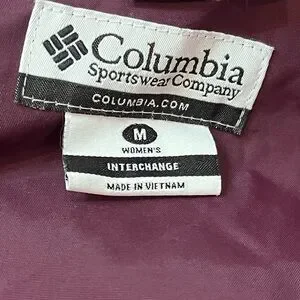 Columbia
Sportswear Company
COLUMBIA.COM
M
WOMEN'S
INTERCHANGE
MADE IN VIETNAM